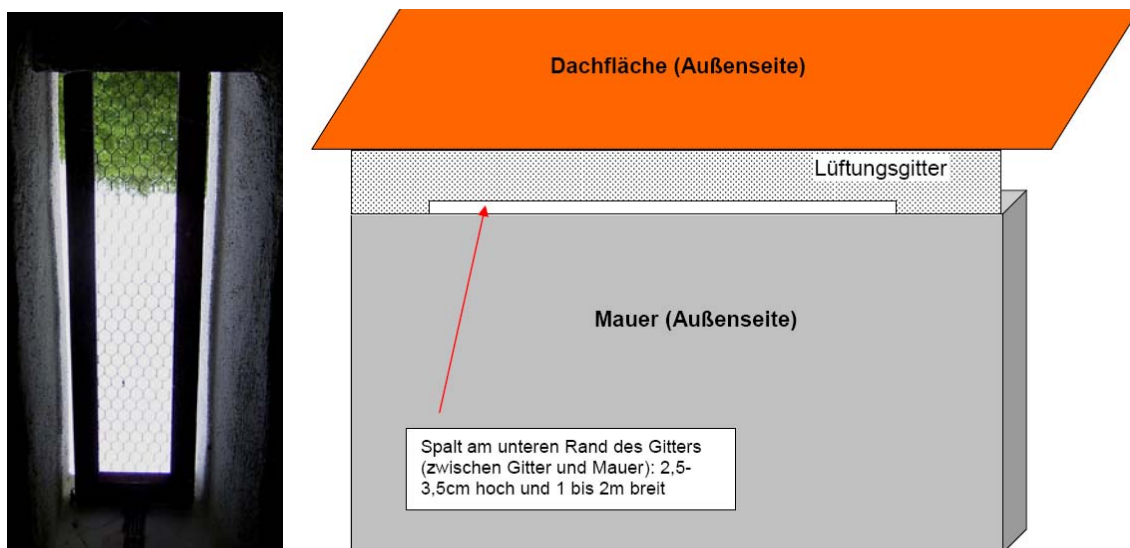 Dachfläche (Außenseite)
Lüftungsgitter
Mauer (Außenseite)
Spalt am unteren Rand des Gitters
(zwischen Gitter und Mauer): 2,5-
3,5cm hoch und 1 bis 2m breit